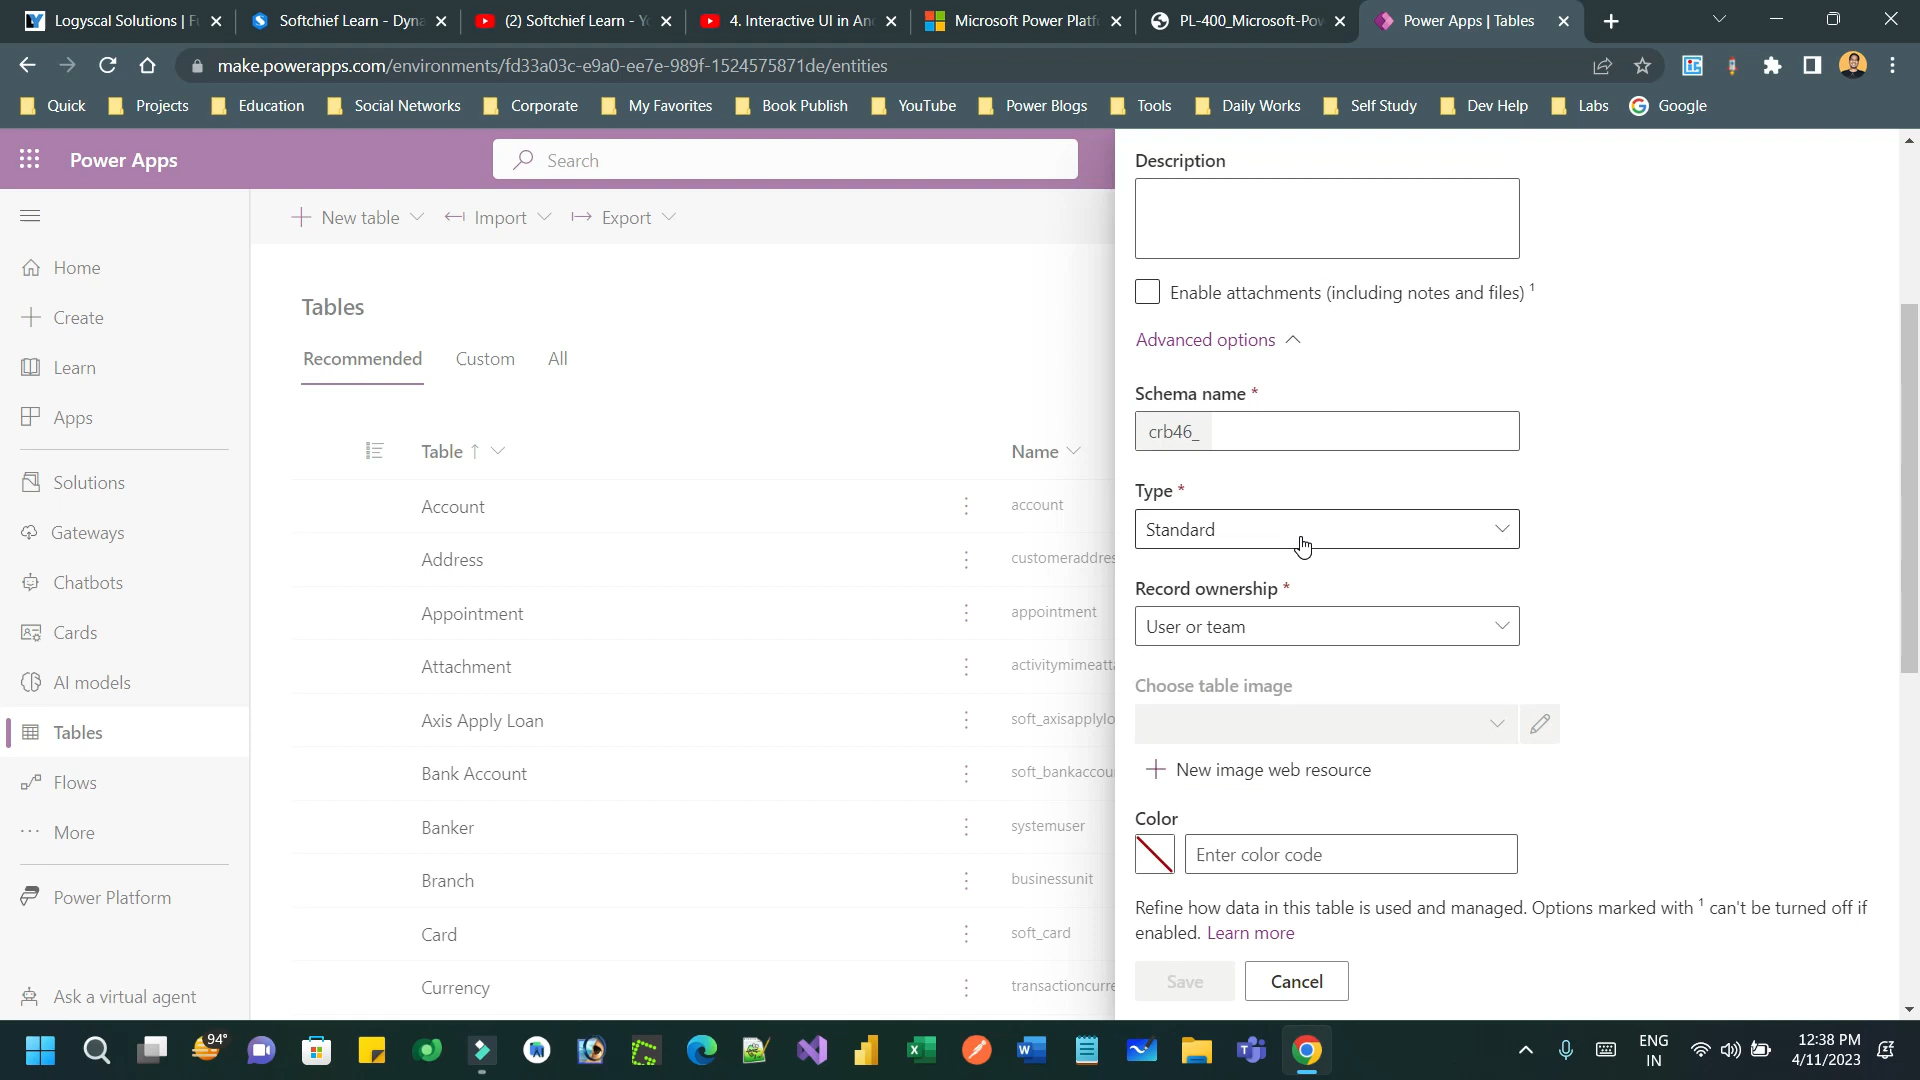 Logyscal Solutions | Fu
Softchief Learn - Dyna
(2) Softchief Learn - Yo
4. Interactive UI in And
Microsoft Power Platfo
PL-400_Microsoft-Pow
Power Apps | Tables
make.powerapps.com/environments/fd33a03c-e9a0-ee7e-989f-1524575871de/entities
Quick
Projects
Education
Social Networks
Corporate
My Favorites
Book Publish
YouTube
Power Blogs
Tools
Daily Works
Self Study
Dev Help
Labs
Google
Power Apps
Search
New table
Import
Export
Home
Create
Learn
Apps
Solutions
Gateways
Chatbots
Cards
AI models
Tables
Flows
More
Power Platform
Ask a virtual agent
Tables
Recommended
Custom
All
Table ↑
Name
Account
account
Address
customeraddres
Appointment
appointment
Attachment
activitymimeatta
Axis Apply Loan
soft_axisapplylo
Bank Account
soft_bankaccou
Banker
systemuser
Branch
businessunit
Card
soft_card
Currency
transactioncurre
Description
Enable attachments (including notes and files) ¹
Advanced options
Schema name *
crb46_
Type *
Standard
Record ownership *
User or team
Choose table image
New image web resource
Color
Enter color code
Refine how data in this table is used and managed. Options marked with ¹ can't be turned off if
enabled. Learn more
Save
Cancel
94°
ENG
IN
12:38 PM
4/11/2023